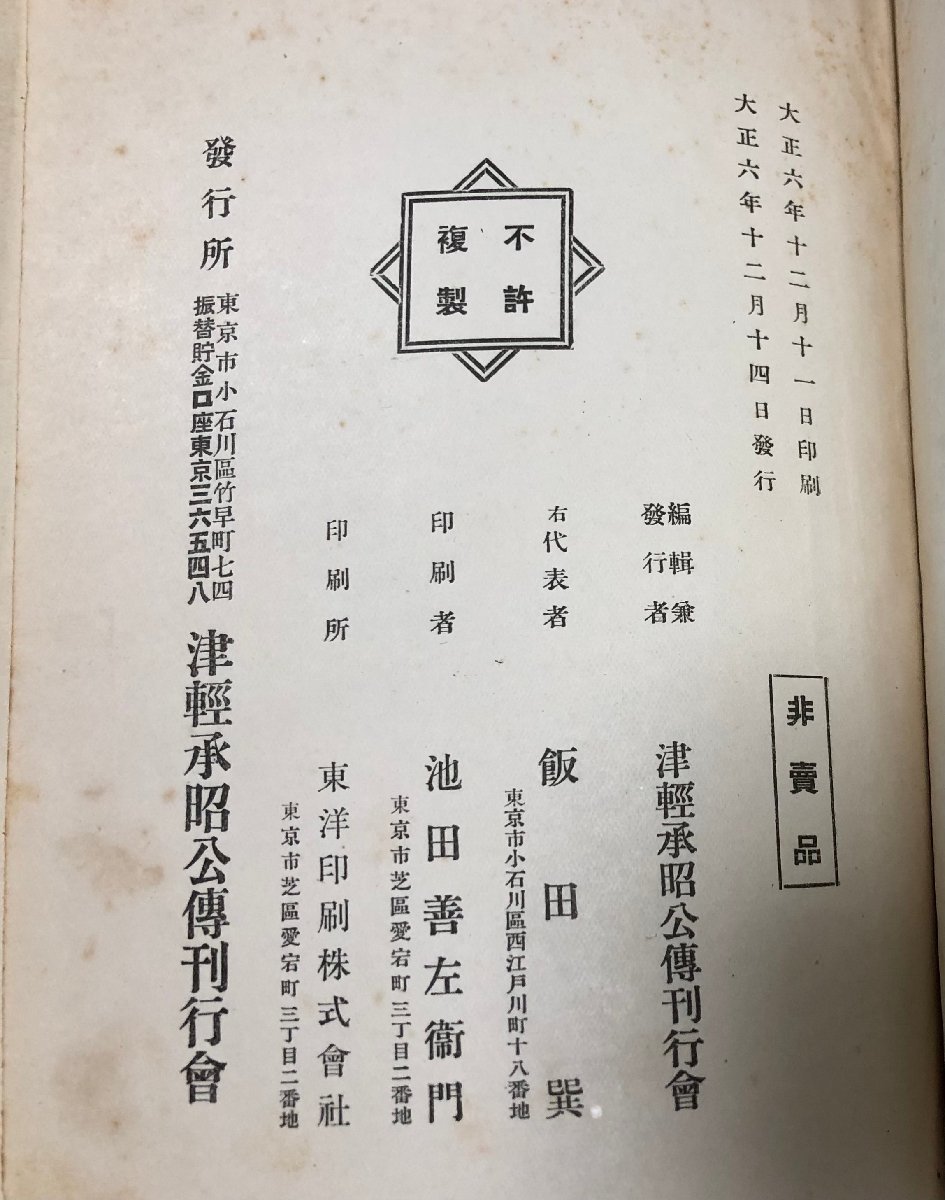 大正六年十二月十一日印刷
大正六年十二月十四日發行
非賣品
不許
複製
編輯兼
發行者
津輕承昭公傳刊行會
右代表者
東京市小石川區西江戸川町十八番地
飯田巽
印刷者
東京市芝區愛宕町三丁目二番地
池田善左衞門
印刷所
東京市芝區愛宕町三丁目二番地
東洋印刷株式會社
發行所
東京市小石川區竹早町七四
振替貯金口座東京三六五四八
津輕承昭公傳刊行會